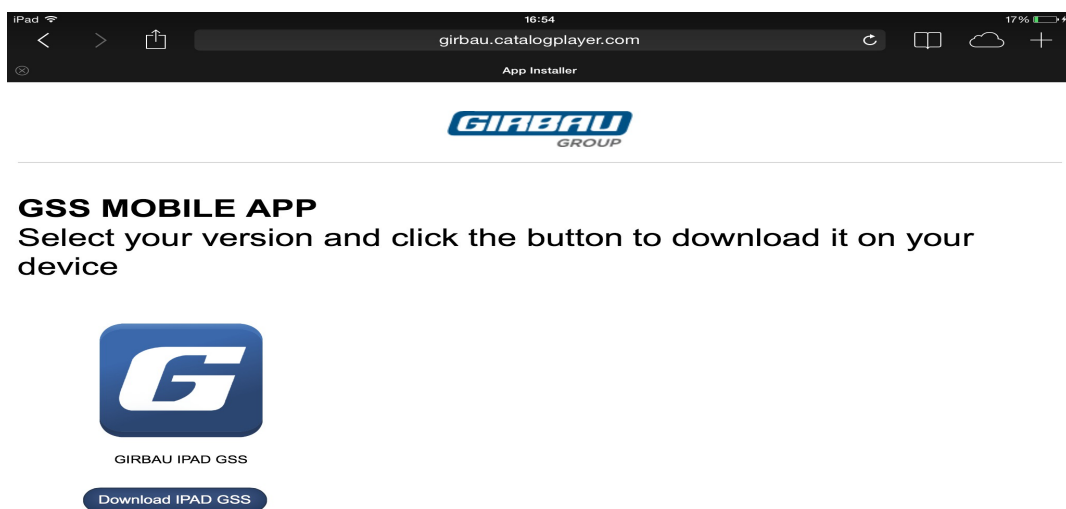 iPad 16:54 17%
girbau.catalogplayer.com
App Installer
GIRBAU
GROUP
GSS MOBILE APP
Select your version and click the button to download it on your
device
G
GIRBAU IPAD GSS
Download IPAD GSS